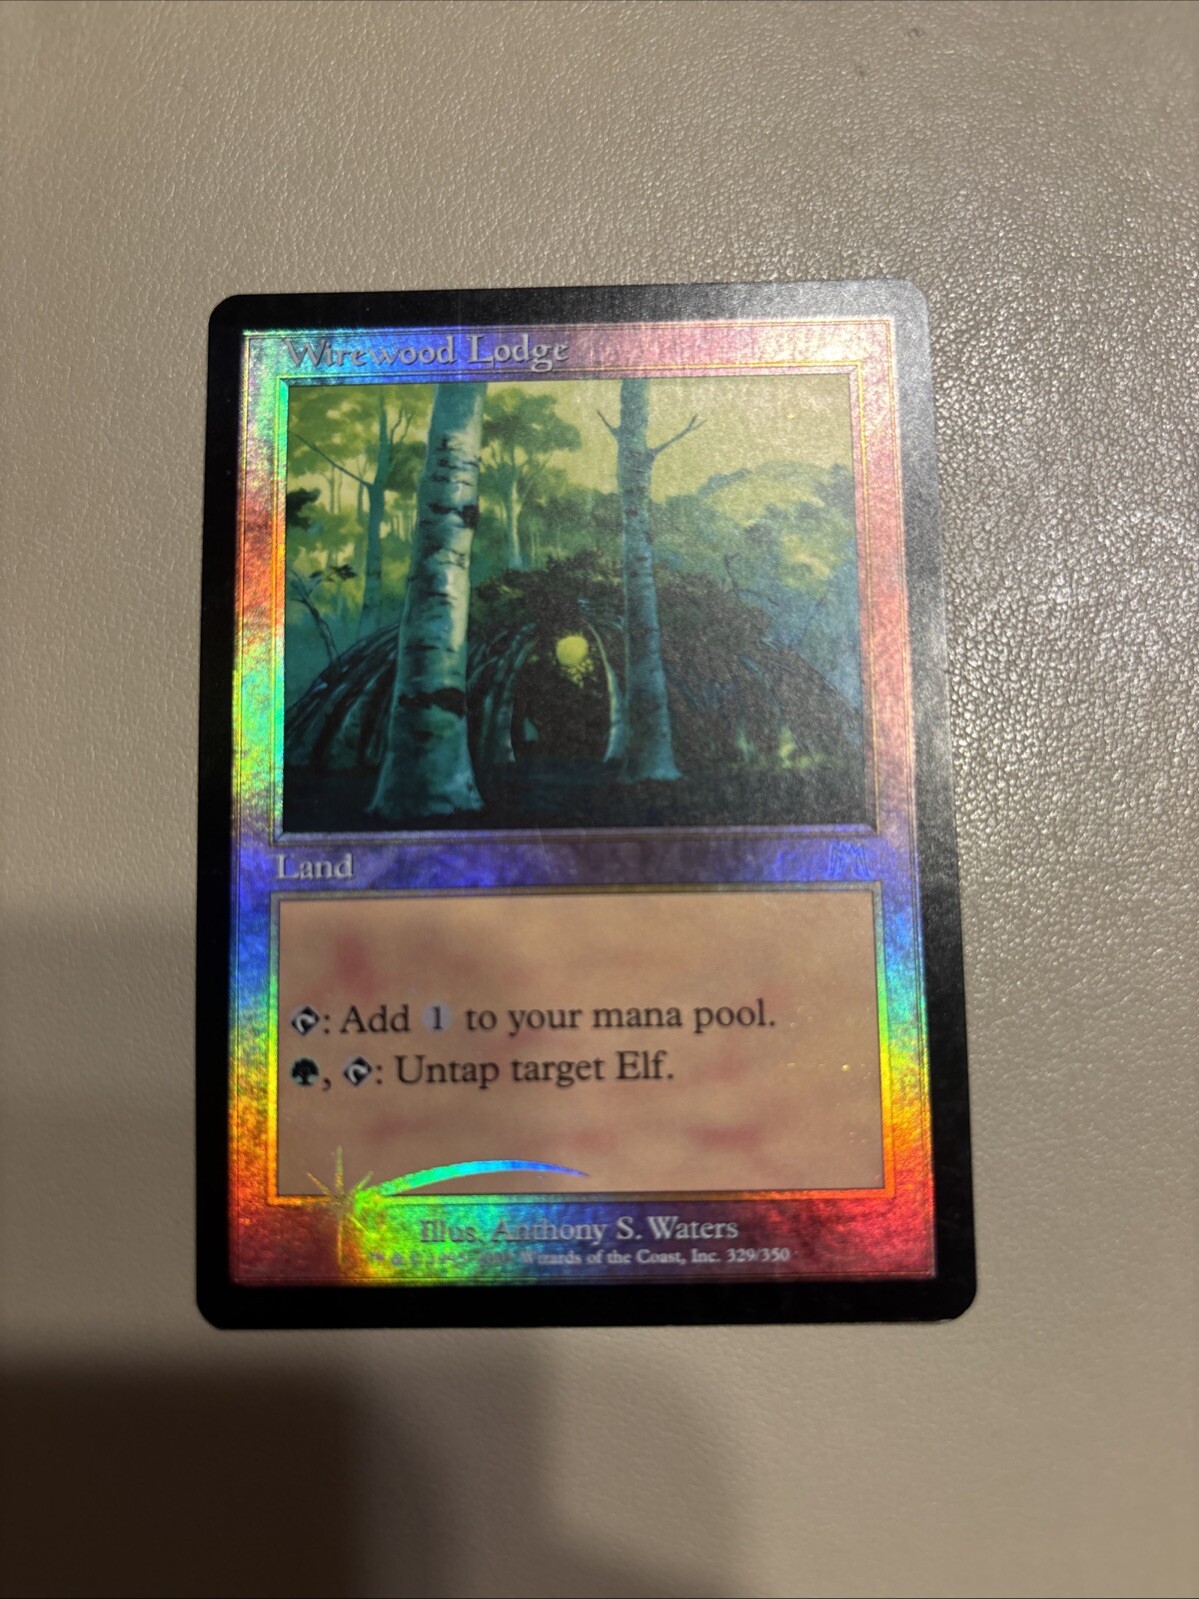 Wirewood Lodge
Land
: Add 1 to your mana pool.
, : Untap target Elf.
Illus. Anthony S. Waters
Wizards of the Coast, Inc. 329/350